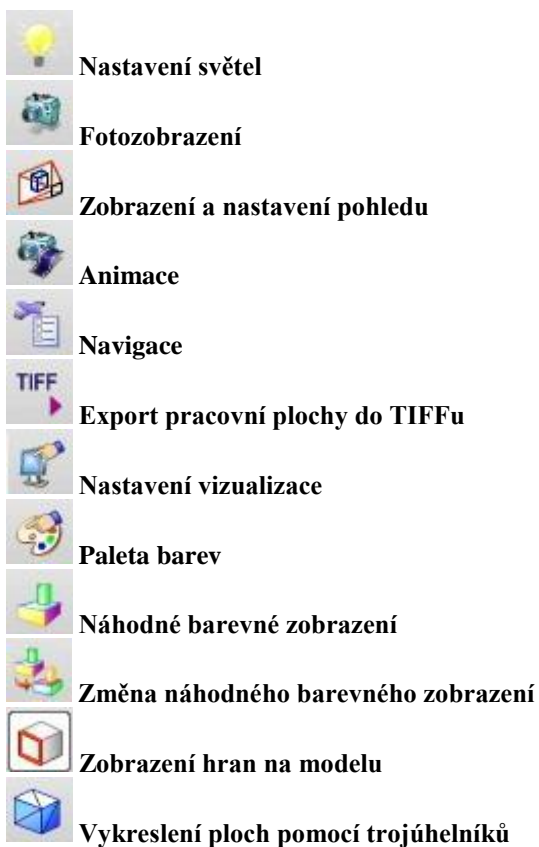 Nastavení světel
Fotozobrazení
Zobrazení a nastavení pohledu
Animace
Navigace
TIFF
Export pracovní plochy do TIFFu
Nastavení vizualizace
Paleta barev
Náhodné barevné zobrazení
Změna náhodného barevného zobrazení
Zobrazení hran na modelu
Vykreslení ploch pomocí trojúhelníků